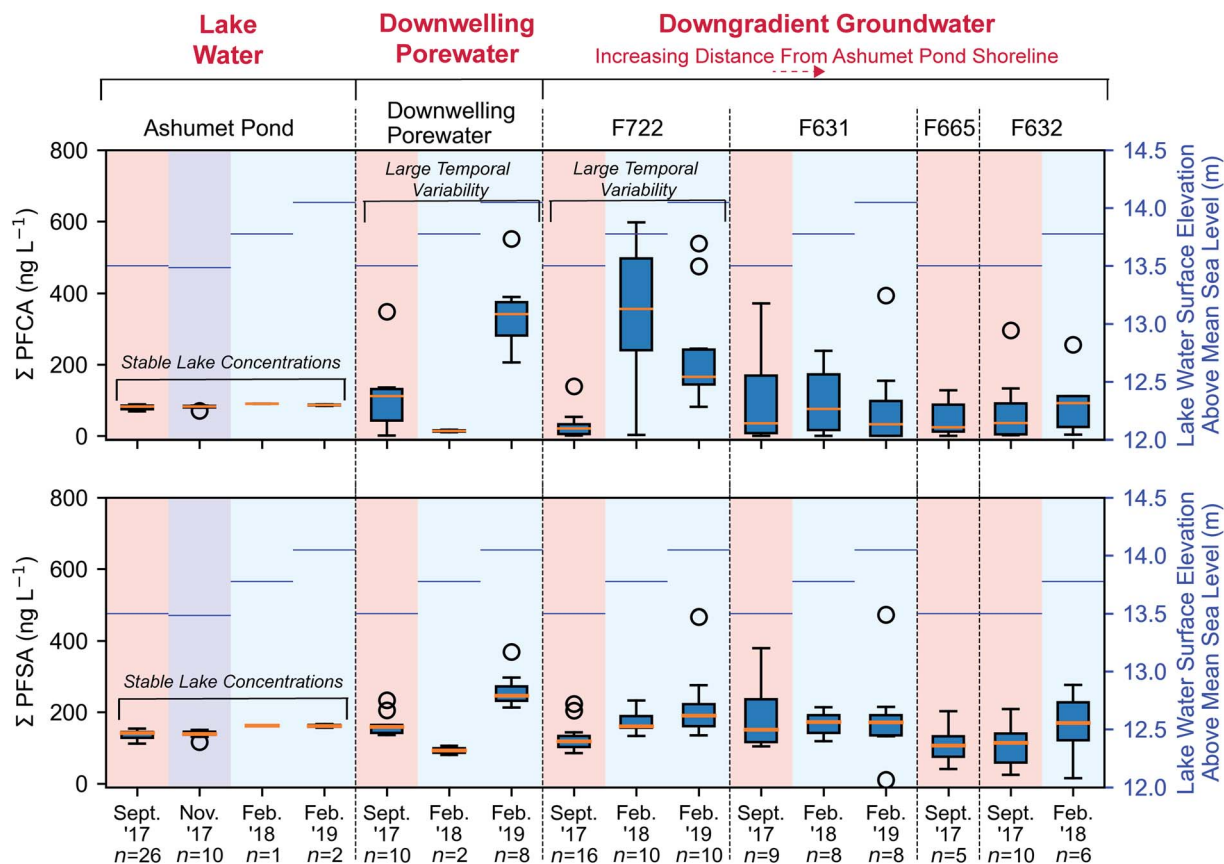 Lake
Water
Downwelling
Porewater
Downgradient Groundwater
Increasing Distance From Ashumet Pond Shoreline
Ashumet Pond
Downwelling
Porewater
F722
F631
F665
F632
Σ PFCA (ng L⁻¹)
800
600
400
200
0
Large Temporal
Variability
Large Temporal
Variability
Stable Lake Concentrations
14.5
14.0
13.5
13.0
12.5
12.0
Lake Water Surface Elevation
Above Mean Sea Level (m)
Σ PFSA (ng L⁻¹)
800
600
400
200
0
Stable Lake Concentrations
14.5
14.0
13.5
13.0
12.5
12.0
Lake Water Surface Elevation
Above Mean Sea Level (m)
Sept. Nov. Feb. Feb. Sept. Feb. Feb. Sept. Feb. Feb. Sept. Feb. Feb. Sept. Sept. Feb.
'17 '17 '18 '19 '17 '18 '19 '17 '18 '19 '17 '18 '19 '17 '17 '18
n=26 n=10 n=1 n=2 n=10 n=2 n=8 n=16 n=10 n=10 n=9 n=8 n=8 n=5 n=10 n=6